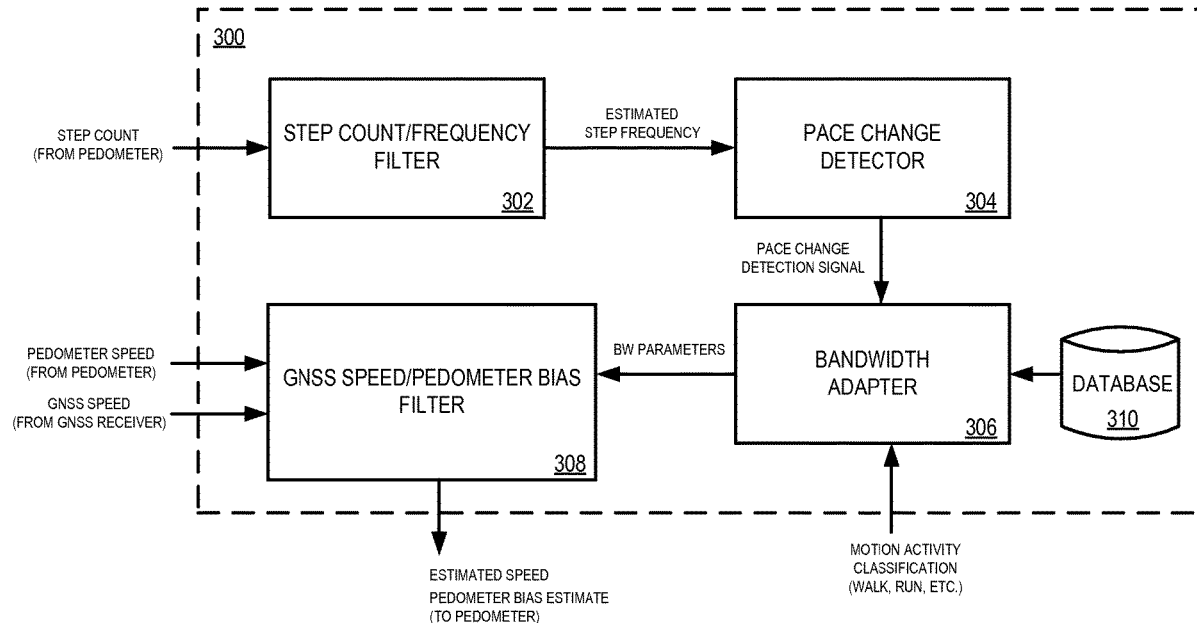 300
STEP COUNT
(FROM PEDOMETER)
STEP COUNT/FREQUENCY
FILTER
302
ESTIMATED
STEP FREQUENCY
PACE CHANGE
DETECTOR
304
PACE CHANGE
DETECTION SIGNAL
PEDOMETER SPEED
(FROM PEDOMETER)
GNSS SPEED
(FROM GNSS RECEIVER)
GNSS SPEED/PEDOMETER BIAS
FILTER
308
BW PARAMETERS
BANDWIDTH
ADAPTER
306
DATABASE
310
ESTIMATED SPEED
PEDOMETER BIAS ESTIMATE
(TO PEDOMETER)
MOTION ACTIVITY
CLASSIFICATION
(WALK, RUN, ETC.)